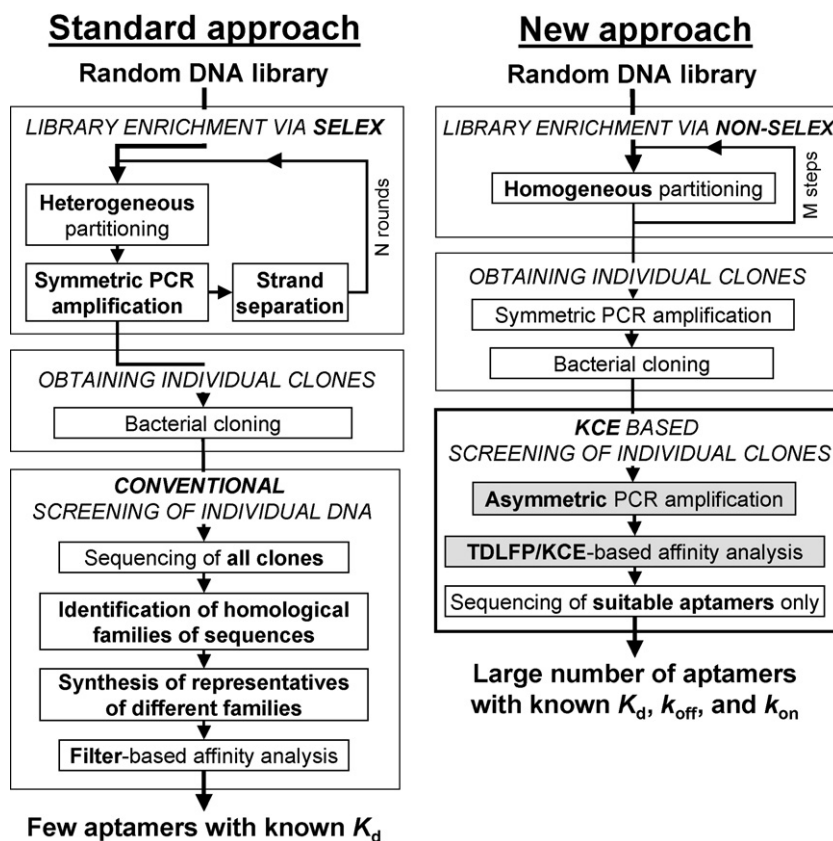 Standard approach
Random DNA library
LIBRARY ENRICHMENT VIA SELEX
Heterogeneous
partitioning
Symmetric PCR
amplification
Strand
separation
N rounds
OBTAINING INDIVIDUAL CLONES
Bacterial cloning
CONVENTIONAL
SCREENING OF INDIVIDUAL DNA
Sequencing of all clones
Identification of homological
families of sequences
Synthesis of representatives
of different families
Filter-based affinity analysis
Few aptamers with known Kd
New approach
Random DNA library
LIBRARY ENRICHMENT VIA NON-SELEX
Homogeneous partitioning
M steps
OBTAINING INDIVIDUAL CLONES
Symmetric PCR amplification
Bacterial cloning
KCE BASED
SCREENING OF INDIVIDUAL CLONES
Asymmetric PCR amplification
TDLFP/KCE-based affinity analysis
Sequencing of suitable aptamers only
Large number of aptamers
with known Kd, koff, and kon